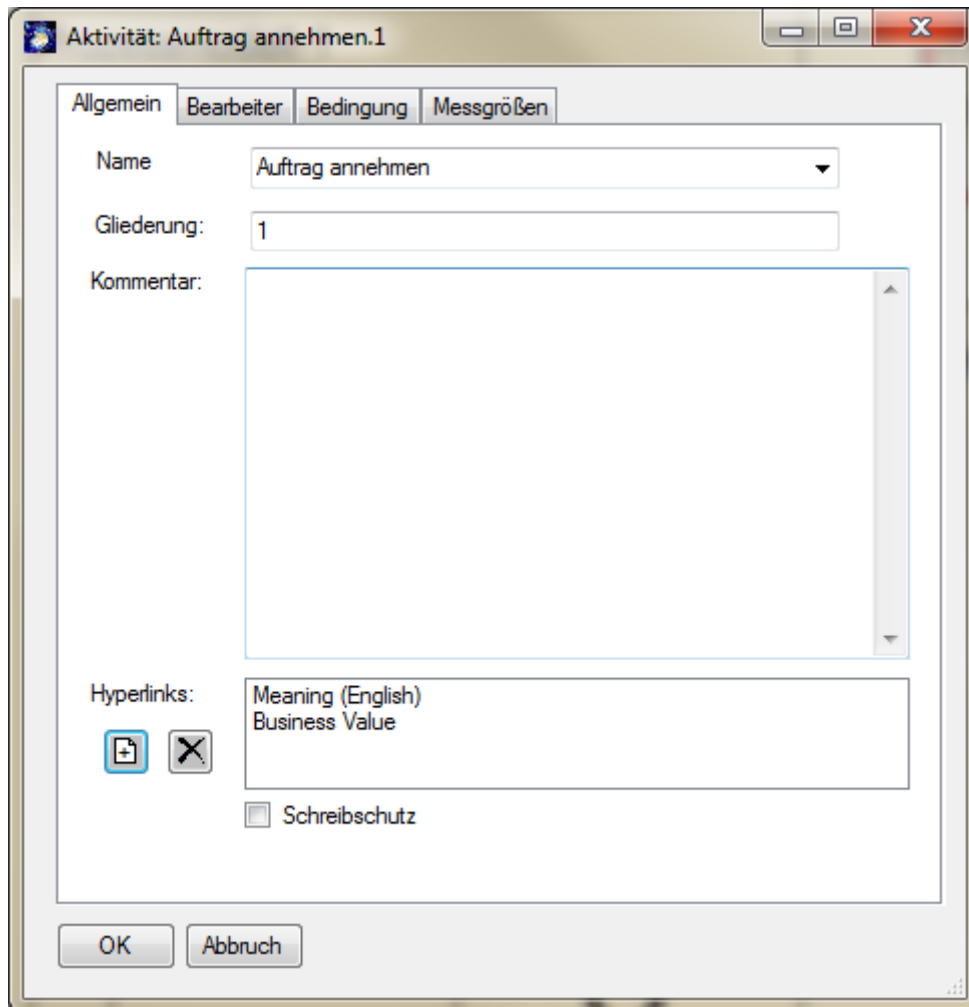 Aktivität: Auftrag annehmen.1
Allgemein Bearbeiter Bedingung Messgrößen
Name Auftrag annehmen
Gliederung: 1
Kommentar:
Hyperlinks: Meaning (English)
Business Value
Schreibschutz
OK Abbruch